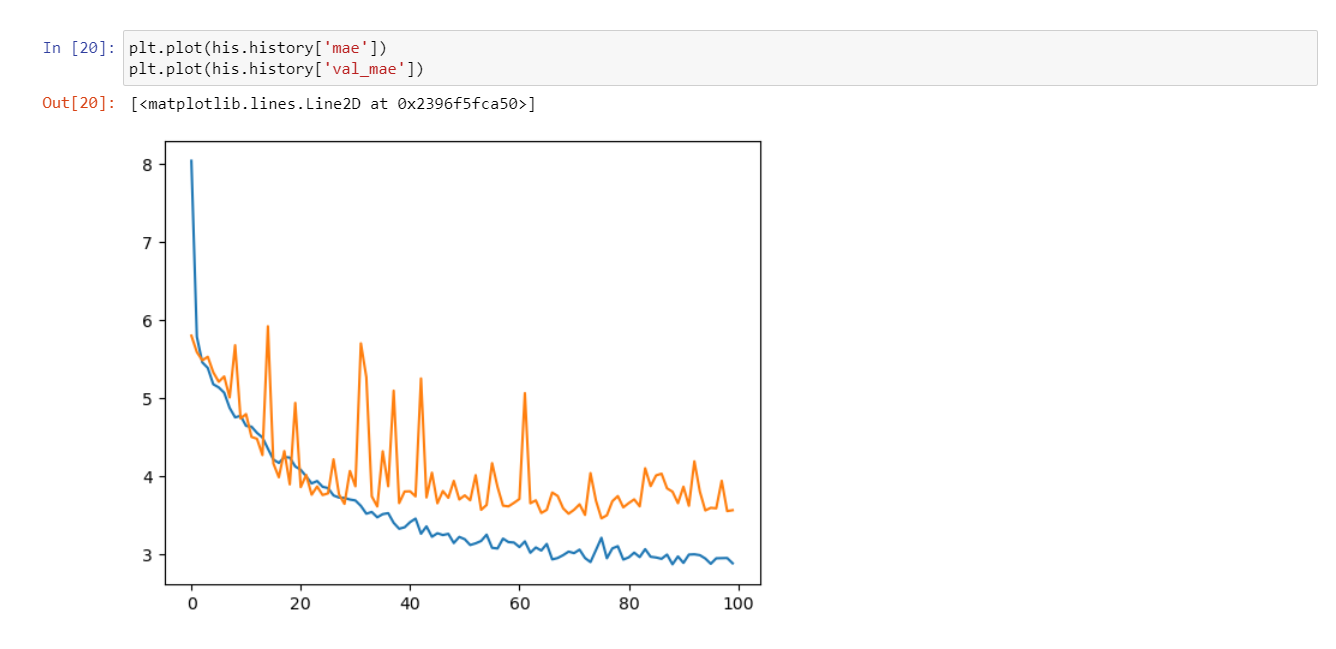 In [20]: plt.plot(his.history['mae'])
plt.plot(his.history['val_mae'])
Out[20]: [<matplotlib.lines.Line2D at 0x2396f5fca50>]
8
7
6
5
4
3
0 20 40 60 80 100